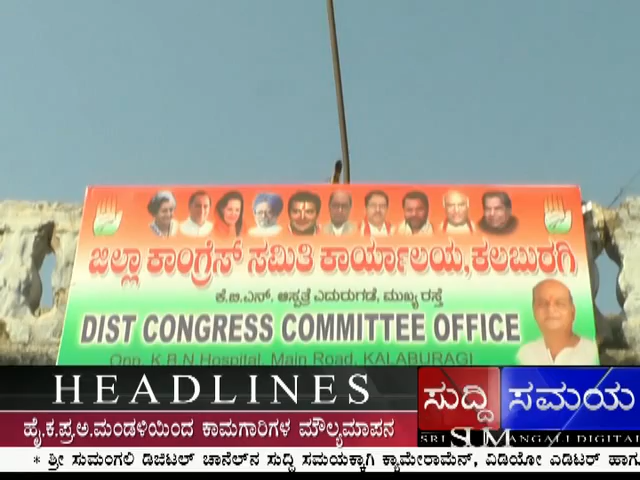 ಜಿಲ್ಲಾ ಕಾಂಗ್ರೆಸ್ ಸಮಿತಿ ಕಾರ್ಯಾಲಯ, ಕಲಬುರಗಿ
ಕೆ.ಬಿ.ಎನ್. ಆಸ್ಪತ್ರೆ ಎದುರುಗಡೆ, ಮುಖ್ಯ ರಸ್ತೆ
DIST CONGRESS COMMITTEE OFFICE
Opp. K.B.N Hospital, Main Road, KALABURAGI
HEADLINES
ಸುದ್ದಿ ಸಮಯ
ಹೈ.ಕ.ಪ್ರ.ಅ.ಮಂಡಳಿಯಿಂದ ಕಾಮಗಾರಿಗಳ ಮೌಲ್ಯಮಾಪನ
SRI SUMANGALI DIGITAL
* ಶ್ರೀ ಸುಮಂಗಲಿ ಡಿಜಿಟಲ್ ಚಾನೆಲ್‌ನ ಸುದ್ದಿ ಸಮಯಕ್ಕಾಗಿ ಕ್ಯಾಮೇರಾಮೆನ್, ವಿಡಿಯೋ ಎಡಿಟರ್ ಹಾಗು